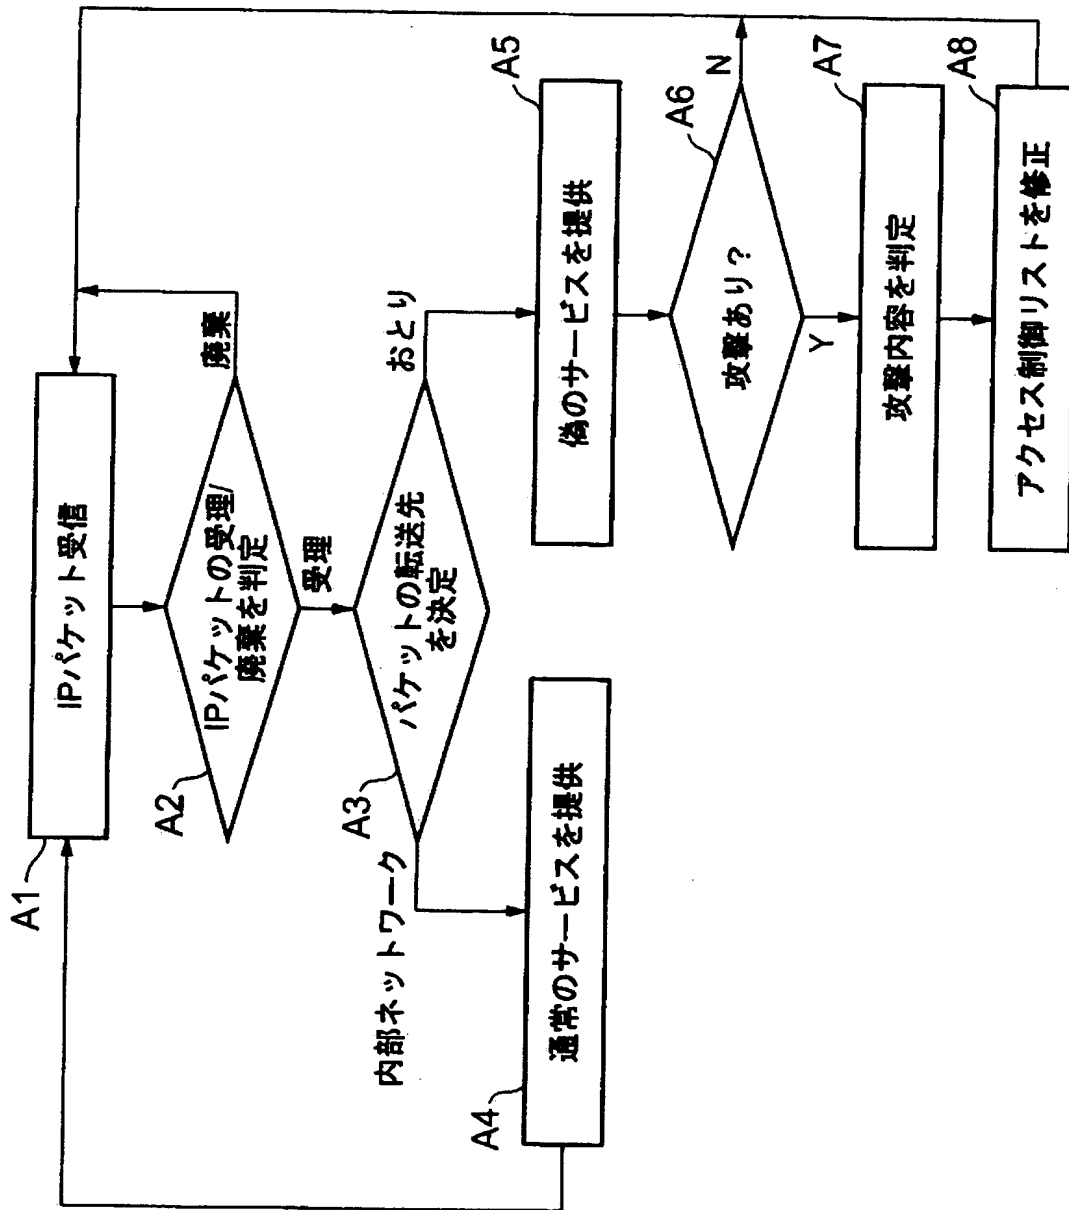 A1
IPパケット受信
A2
IPパケットの受理/
廃棄を判定
廃棄
受理
A3
パケットの転送先
を決定
内部ネットワーク
おとり
A4
通常のサービスを提供
A5
偽のサービスを提供
A6
攻撃あり?
N
Y
A7
攻撃内容を判定
A8
アクセス制御リストを修正